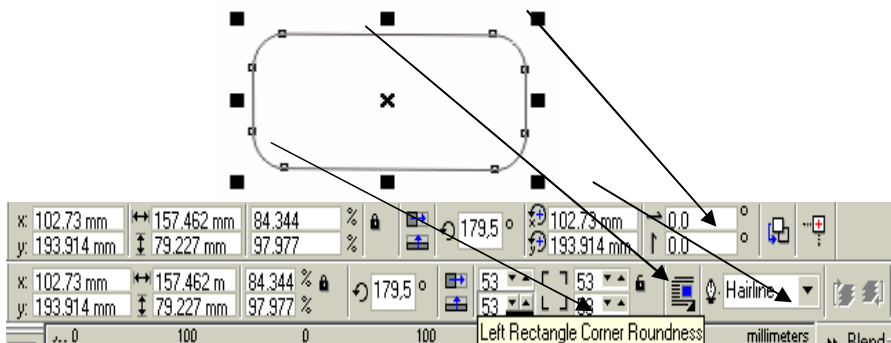 x: 102.73 mm 157.462 mm 84.344 % 179,5 ° 102.73 mm 0.0 °
y: 193.914 mm 79.227 mm 97.977 % 193.914 mm 0.0 °
x: 102.73 mm 157.462 m 84.344 % 179,5 ° 53 53 Hairline
y: 193.914 mm 79.227 mm 97.977 % 53
Left Rectangle Corner Roundness
0 100 0 100 millimeters Blend